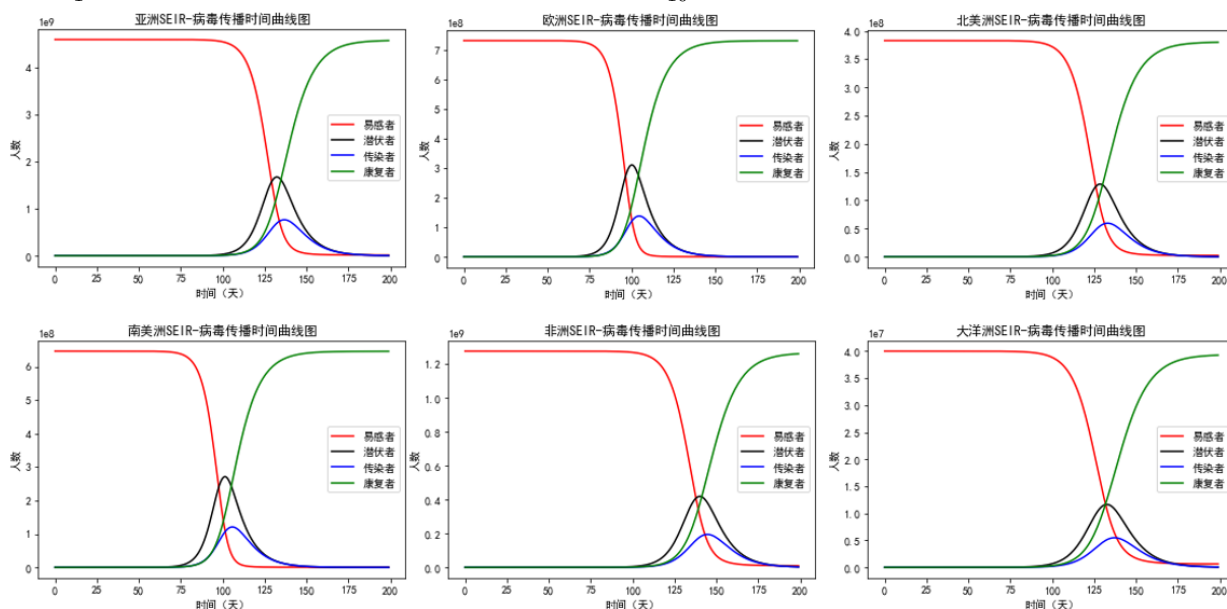 亚洲SEIR-病毒传播时间曲线图
1e9
4
3
2
1
0
人数
0 25 50 75 100 125 150 175 200
时间（天）
易感者
潜伏者
传染者
康复者
欧洲SEIR-病毒传播时间曲线图
1e8
7
6
5
4
3
2
1
0
人数
0 25 50 75 100 125 150 175 200
时间（天）
易感者
潜伏者
传染者
康复者
北美洲SEIR-病毒传播时间曲线图
1e8
4.0
3.5
3.0
2.5
2.0
1.5
1.0
0.5
0.0
人数
0 25 50 75 100 125 150 175 200
时间（天）
易感者
潜伏者
传染者
康复者
南美洲SEIR-病毒传播时间曲线图
1e8
6
5
4
3
2
1
0
人数
0 25 50 75 100 125 150 175 200
时间（天）
易感者
潜伏者
传染者
康复者
非洲SEIR-病毒传播时间曲线图
1e9
1.2
1.0
0.8
0.6
0.4
0.2
0.0
人数
0 25 50 75 100 125 150 175 200
时间（天）
易感者
潜伏者
传染者
康复者
大洋洲SEIR-病毒传播时间曲线图
1e7
4.0
3.5
3.0
2.5
2.0
1.5
1.0
0.5
0.0
人数
0 25 50 75 100 125 150 175 200
时间（天）
易感者
潜伏者
传染者
康复者